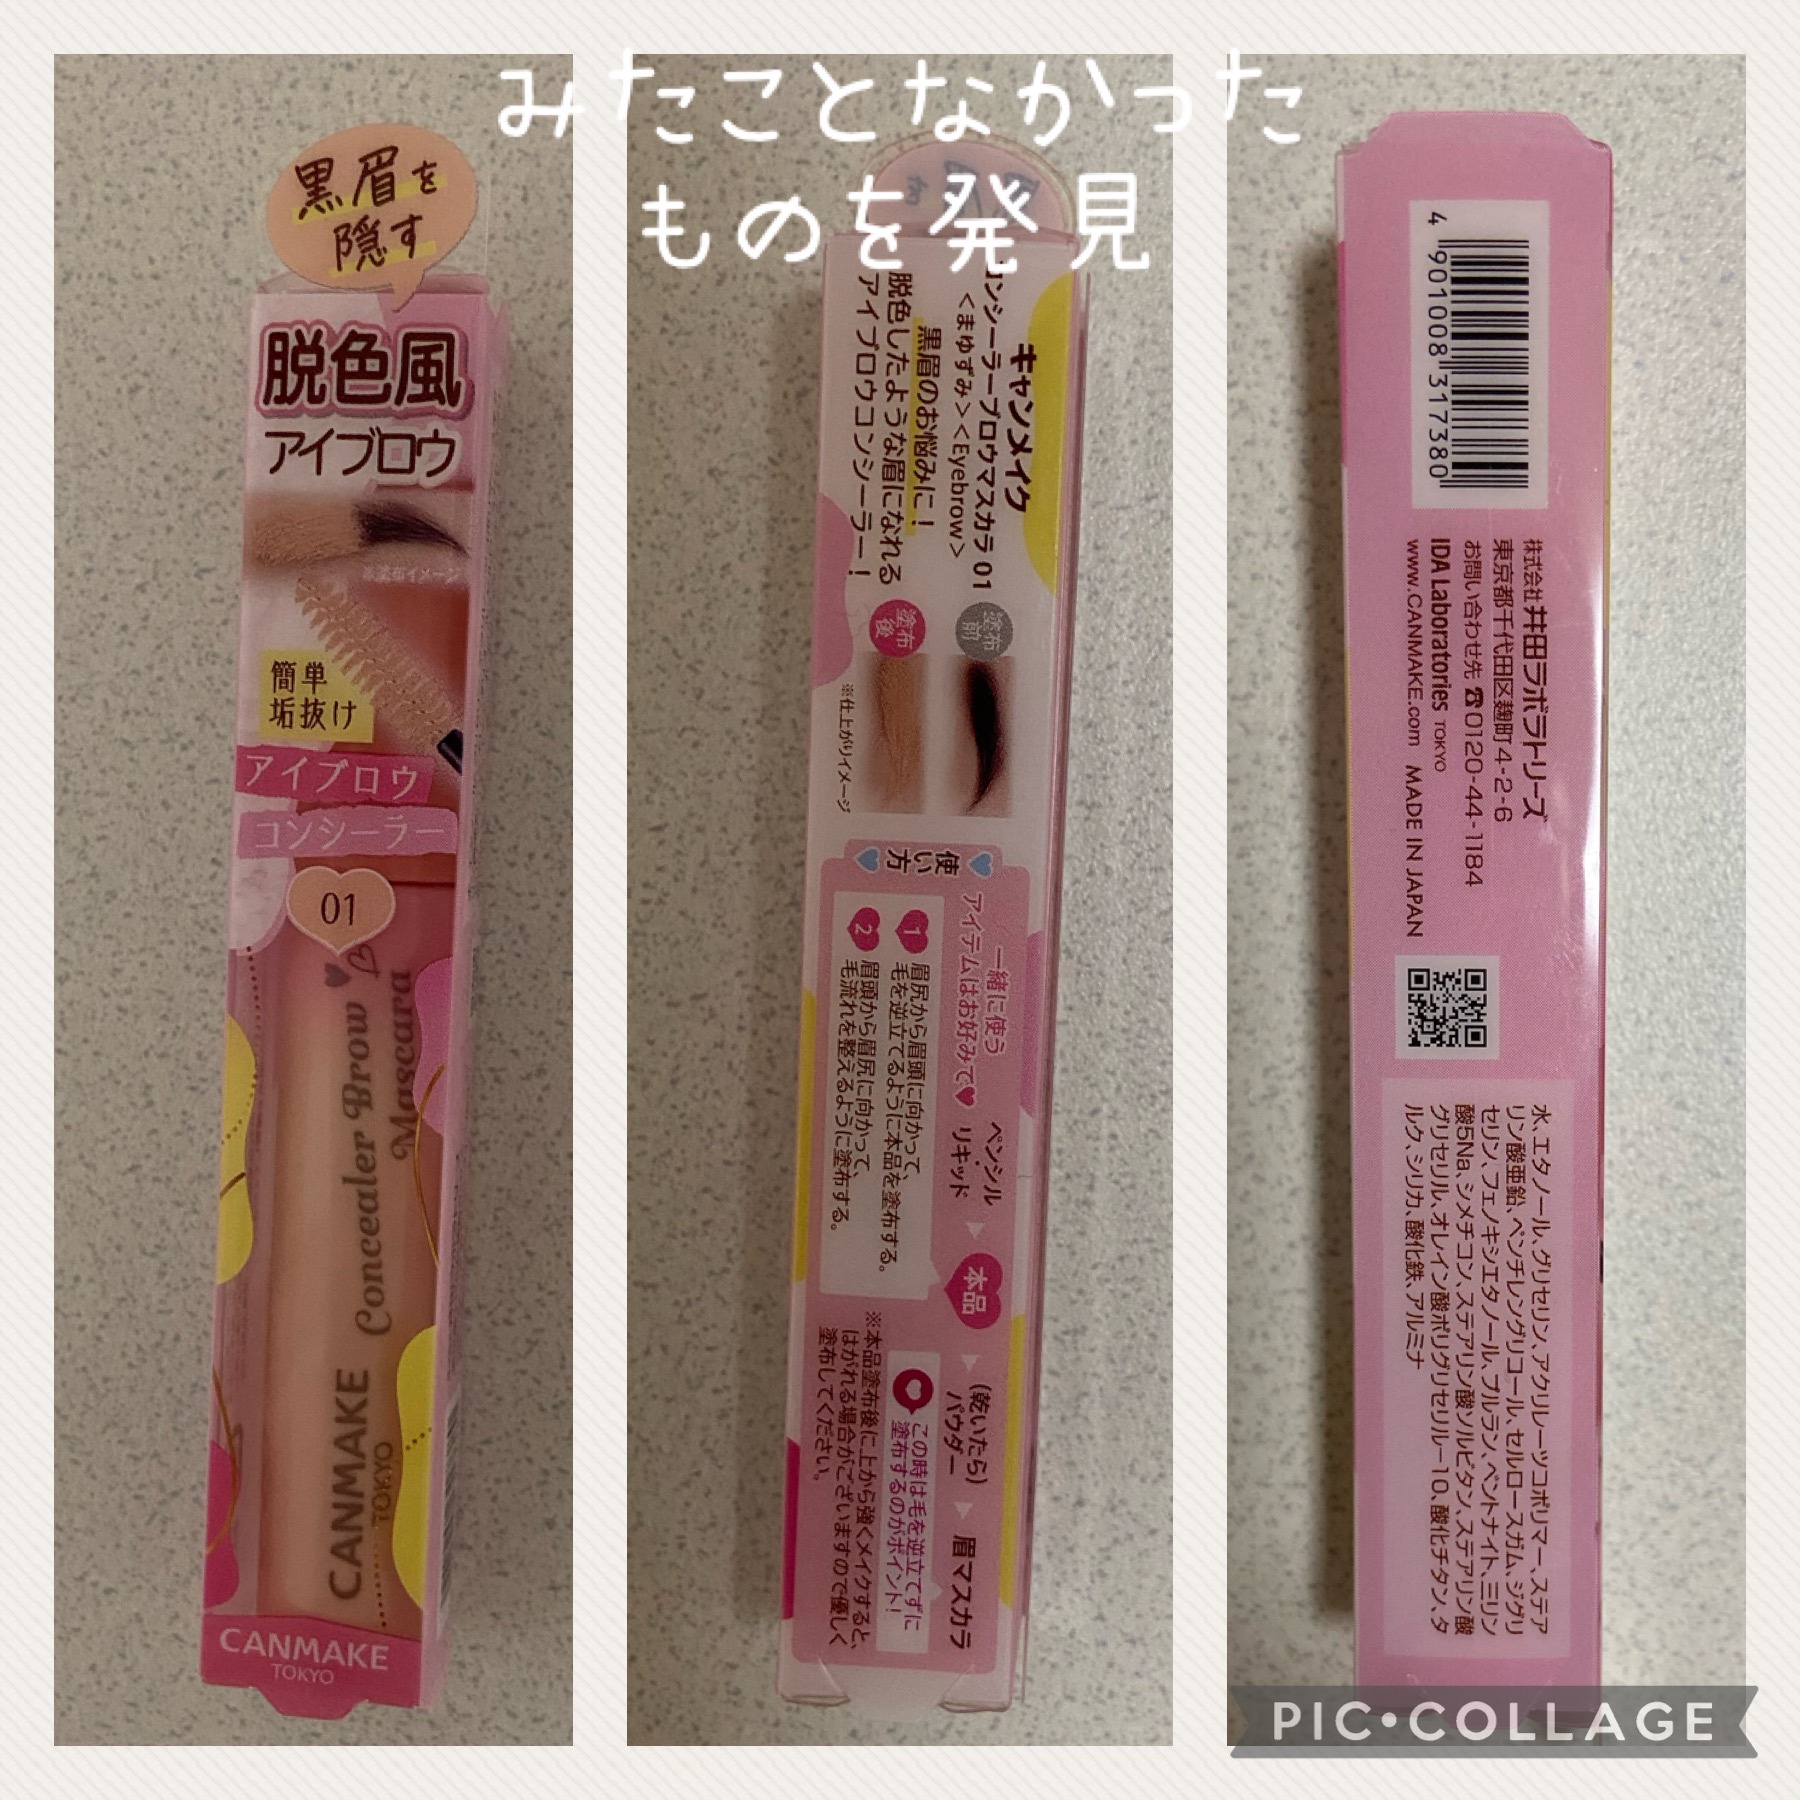 みたことなかった
ものを発見
黒眉を
隠す
脱色風
アイブロウ
※塗布イメージ
簡単
垢抜け
アイブロウ
コンシーラー
01
Concealer Brow
Mascara
CANMAKE
TOKYO
CANMAKE
TOKYO
キャンメイク
コンシーラーブロウマスカラ 01
＜まゆずみ＞＜Eyebrow＞
黒眉のお悩みに！
脱色したような眉になれる
アイブロウコンシーラー！
塗布前
塗布後
※仕上がりイメージ
使い方
一緒に使う
アイテムはお好みで♥
ペンシル
・
リキッド
▶
本品
▶
(乾いたら)
パウダー
▶
眉マスカラ
1 眉尻から眉頭に向かって、
毛を逆立てるように本品を塗布する。
2 眉頭から眉尻に向かって、
毛流れを整えるように塗布する。
この時は毛を逆立てずに
塗布するのがポイント！
※本品塗布後に上から強くメイクすると、
はがれる場合がございますので優しく
塗布してください。
4 901008 317380
株式会社 井田ラボラトリーズ
東京都千代田区麹町4-2-6
お問い合わせ先 ☎0120-44-1184
IDA Laboratories TOKYO
www.CANMAKE.com MADE IN JAPAN
水、エタノール、グリセリン、アクリレーツコポリマー、ステア
リン酸亜鉛、ペンチレングリコール、セルロースガム、ジグリ
セリン、フェノキシエタノール、プルラン、ベントナイト、ミリン
酸5Na、シメチコン、ステアリン酸ソルビタン、ステアリン酸
グリセリル、オレイン酸ポリグリセリル-10、酸化チタン、タ
ルク、シリカ、酸化鉄、アルミナ
PIC•COLLAGE